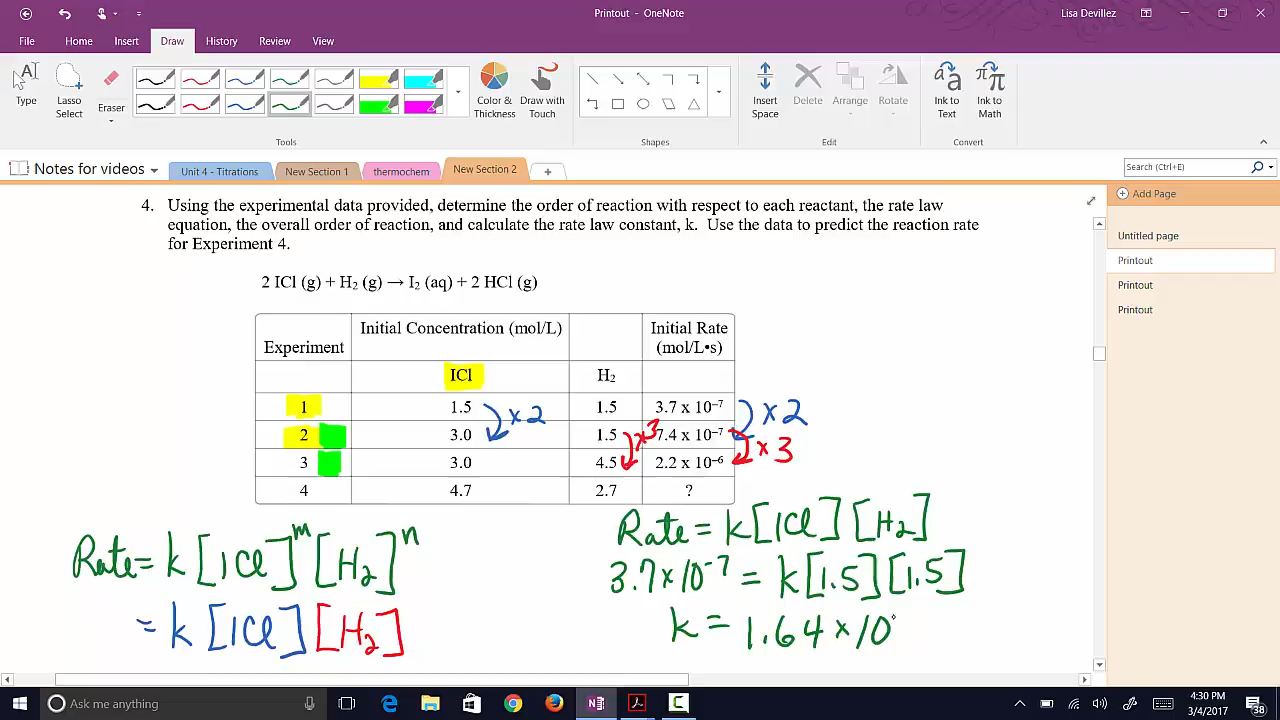 Printout - OneNote
Lisa Devillez
File Home Insert Draw History Review View
Type
Lasso Select
Eraser
Color & Thickness
Draw with Touch
Insert Space
Delete
Arrange
Rotate
Ink to Text
Ink to Math
Tools
Shapes
Edit
Convert
Notes for videos
Unit 4 - Titrations
New Section 1
thermochem
New Section 2
Search (Ctrl+E)
Add Page
Untitled page
Printout
Printout
Printout
4. Using the experimental data provided, determine the order of reaction with respect to each reactant, the rate law
equation, the overall order of reaction, and calculate the rate law constant, k. Use the data to predict the reaction rate
for Experiment 4.
2 ICl (g) + H₂ (g) → I₂ (aq) + 2 HCl (g)
Experiment Initial Concentration (mol/L) Initial Rate (mol/L•s)
ICl H₂
1 1.5 1.5 3.7 x 10⁻⁷
2 3.0 1.5 7.4 x 10⁻⁷
3 3.0 4.5 2.2 x 10⁻⁶
4 4.7 2.7 ?
x2
x3
x2
x3
Rate = k[ICl]ᵐ[H₂]ⁿ
= k[ICl][H₂]
Rate = k[ICl][H₂]
3.7×10⁻⁷ = k[1.5][1.5]
k = 1.64×10
Ask me anything
4:30 PM
3/4/2017
38